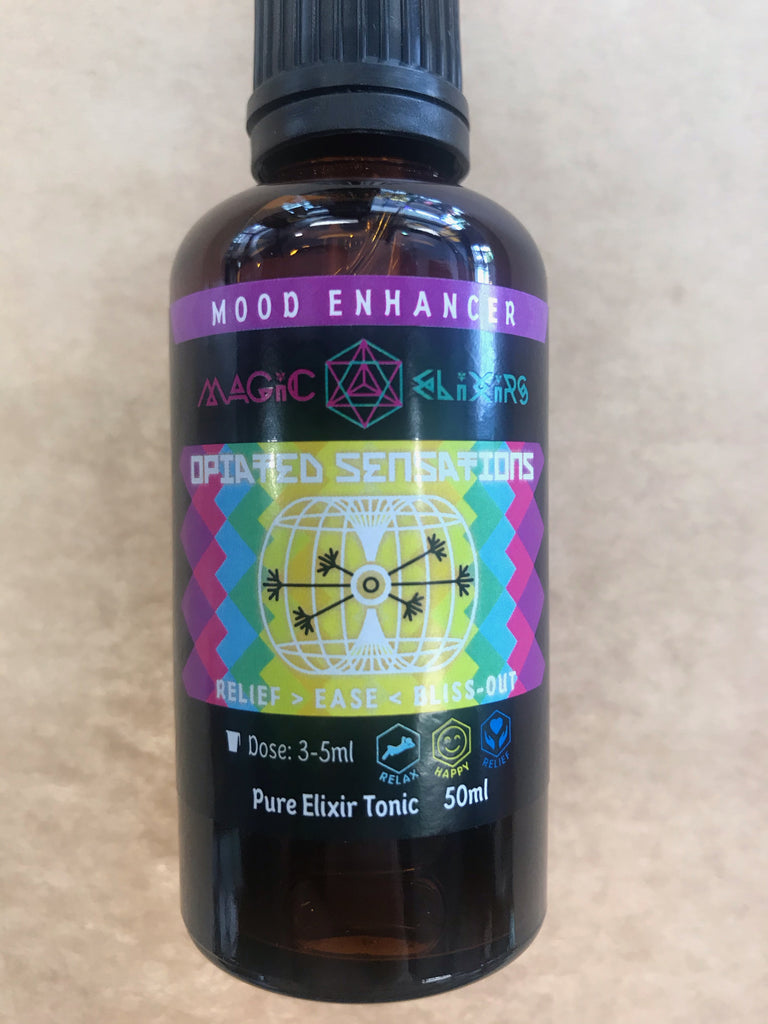 MOOD ENHANCER
MAGiC ELiXiRS
OPIATED SENSATIONS
RELIEF > EASE < BLISS-OUT
Dose: 3-5ml
RELAX
HAPPY
RELIEF
Pure Elixir Tonic 50ml